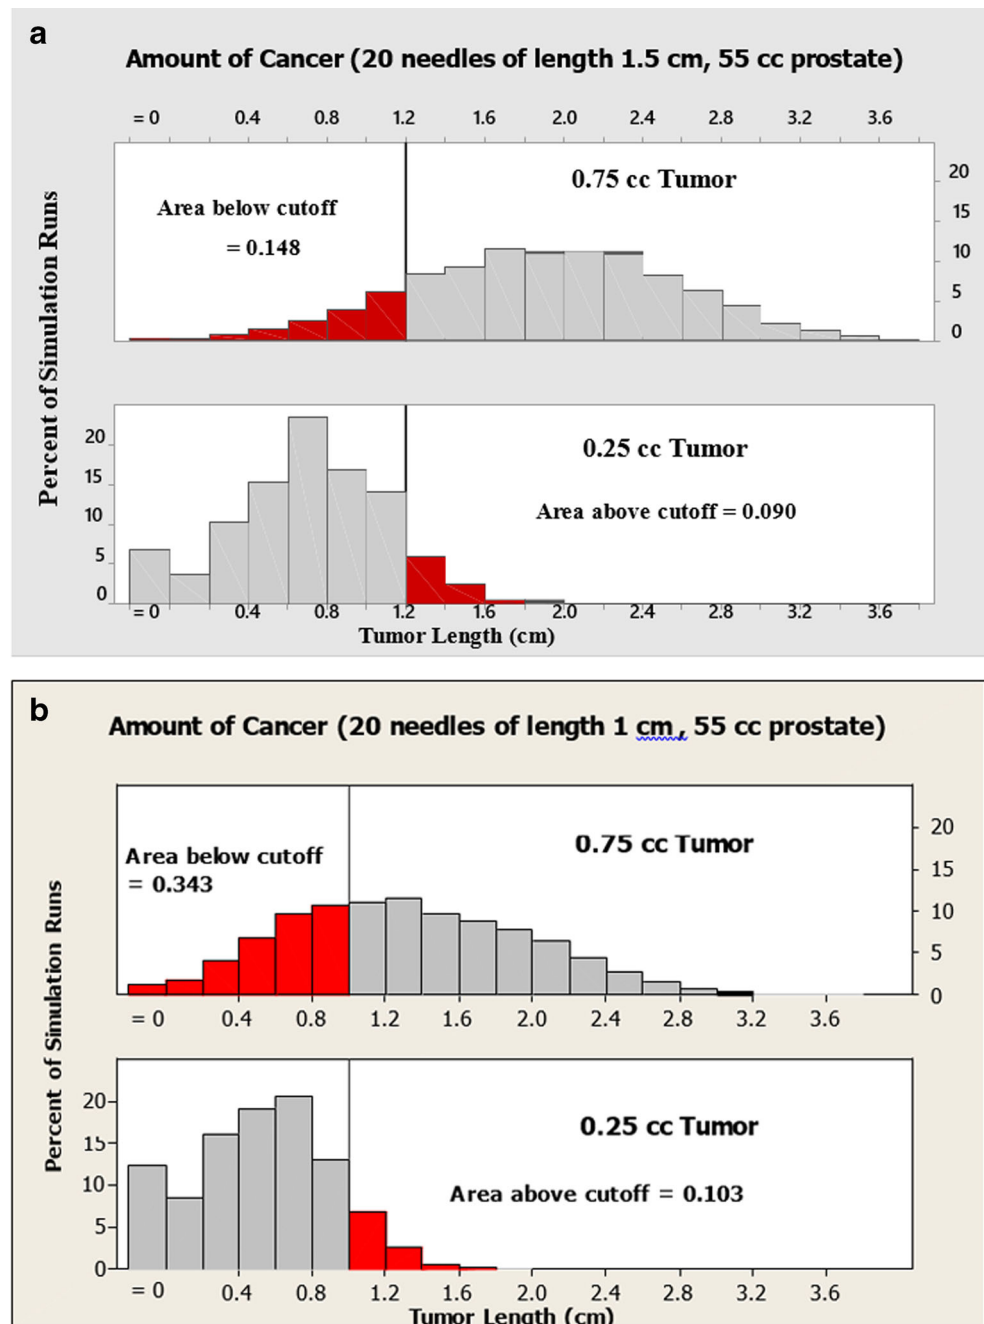 a
Amount of Cancer (20 needles of length 1.5 cm, 55 cc prostate)
= 0 0.4 0.8 1.2 1.6 2.0 2.4 2.8 3.2 3.6
0.75 cc Tumor
Area below cutoff
= 0.148
20
15
10
5
0
Percent of Simulation Runs
0.25 cc Tumor
Area above cutoff = 0.090
20
15
10
5
0
= 0 0.4 0.8 1.2 1.6 2.0 2.4 2.8 3.2 3.6
Tumor Length (cm)
b
Amount of Cancer (20 needles of length 1 cm, 55 cc prostate)
0.75 cc Tumor
Area below cutoff
= 0.343
20
15
10
5
0
= 0 0.4 0.8 1.2 1.6 2.0 2.4 2.8 3.2 3.6
Percent of Simulation Runs
0.25 cc Tumor
Area above cutoff = 0.103
20
15
10
5
0
= 0 0.4 0.8 1.2 1.6 2.0 2.4 2.8 3.2 3.6
Tumor Length (cm)